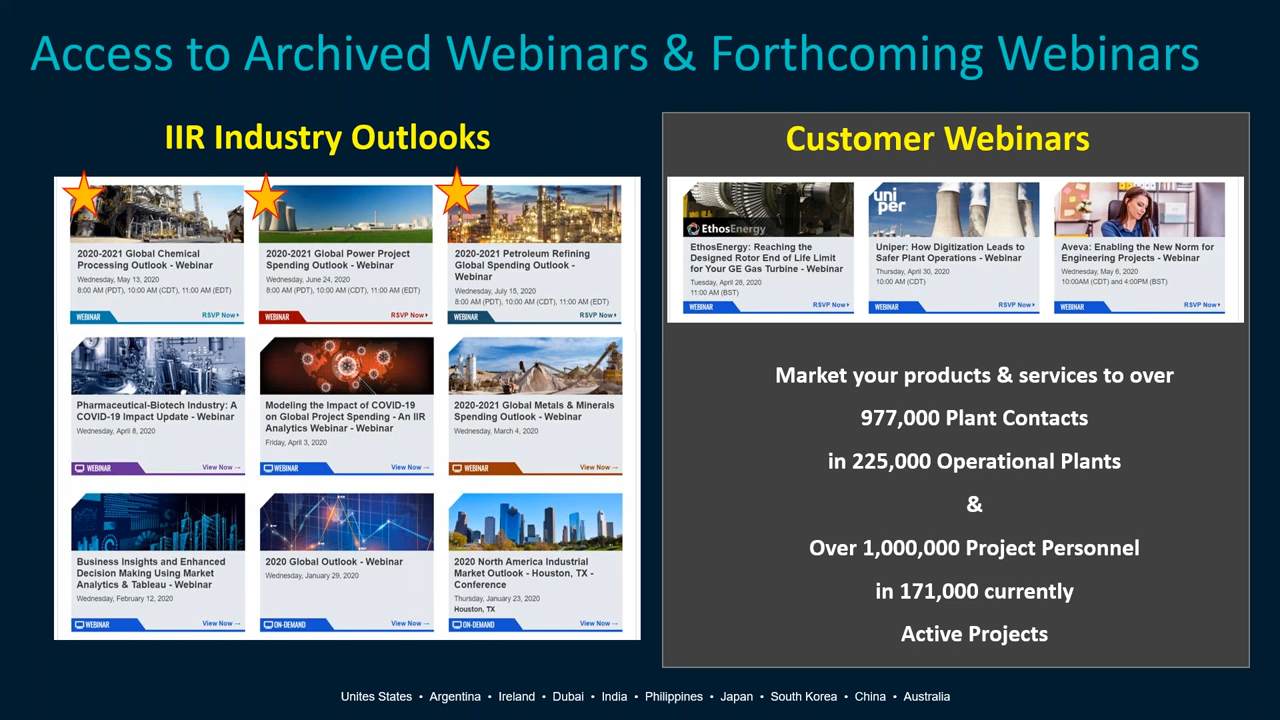 Access to Archived Webinars & Forthcoming Webinars
IIR Industry Outlooks
2020-2021 Global Chemical
Processing Outlook - Webinar
Wednesday, May 13, 2020
8:00 AM (PDT), 10:00 AM (CDT), 11:00 AM (EDT)
WEBINAR
RSVP Now
2020-2021 Global Power Project
Spending Outlook - Webinar
Wednesday, June 24, 2020
8:00 AM (PDT), 10:00 AM (CDT), 11:00 AM (EDT)
WEBINAR
RSVP Now
2020-2021 Petroleum Refining
Global Spending Outlook -
Webinar
Wednesday, July 15, 2020
8:00 AM (PDT), 10:00 AM (CDT), 11:00 AM (EDT)
WEBINAR
RSVP Now
Pharmaceutical-Biotech Industry: A
COVID-19 Impact Update - Webinar
Wednesday, April 8, 2020
WEBINAR
View Now →
Modeling the Impact of COVID-19
on Global Project Spending - An IIR
Analytics Webinar - Webinar
Friday, April 3, 2020
WEBINAR
View Now →
2020-2021 Global Metals & Minerals
Spending Outlook - Webinar
Wednesday, March 4, 2020
WEBINAR
View Now →
Business Insights and Enhanced
Decision Making Using Market
Analytics & Tableau - Webinar
Wednesday, February 12, 2020
WEBINAR
View Now →
2020 Global Outlook - Webinar
Wednesday, January 29, 2020
ON-DEMAND
View Now →
2020 North America Industrial
Market Outlook - Houston, TX -
Conference
Thursday, January 23, 2020
Houston, TX
ON-DEMAND
View Now →
Customer Webinars
EthosEnergy
EthosEnergy: Reaching the
Designed Rotor End of Life Limit
for Your GE Gas Turbine - Webinar
Tuesday, April 28, 2020
11:00 AM (BST)
WEBINAR
RSVP Now
uni
per
Uniper: How Digitization Leads to
Safer Plant Operations - Webinar
Thursday, April 30, 2020
10:00 AM (CDT)
WEBINAR
RSVP Now
Aveva: Enabling the New Norm for
Engineering Projects - Webinar
Wednesday, May 6, 2020
10:00AM (CDT) and 4:00PM (BST)
WEBINAR
RSVP Now
Market your products & services to over
977,000 Plant Contacts
in 225,000 Operational Plants
&
Over 1,000,000 Project Personnel
in 171,000 currently
Active Projects
Unites States • Argentina • Ireland • Dubai • India • Philippines • Japan • South Korea • China • Australia